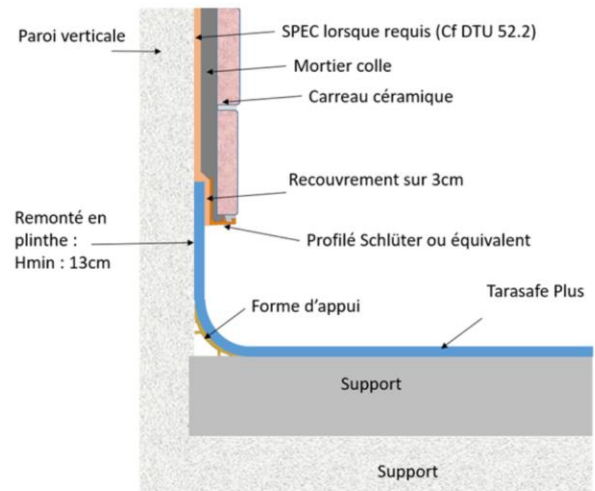 SPEC lorsque requis (Cf DTU 52.2)
Paroi verticale
Mortier colle
Carreau céramique
Recouvrement sur 3cm
Remonté en
plinthe :
Hmin : 13cm
Profilé Schlüter ou équivalent
Tarasafe Plus
Forme d'appui
Support
Support